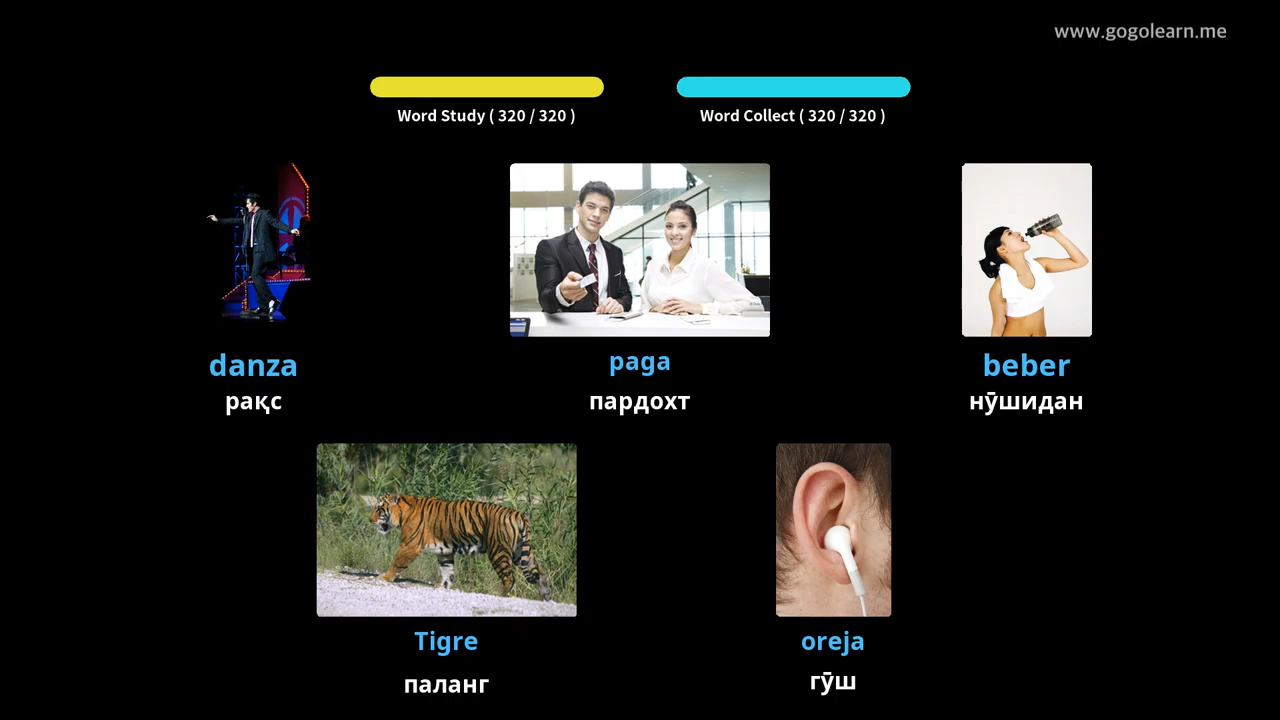 www.gogolearn.me
Word Study ( 320 / 320 )
Word Collect ( 320 / 320 )
danza
рақс
paga
пардохт
beber
нӯшидан
Tigre
паланг
oreja
гӯш